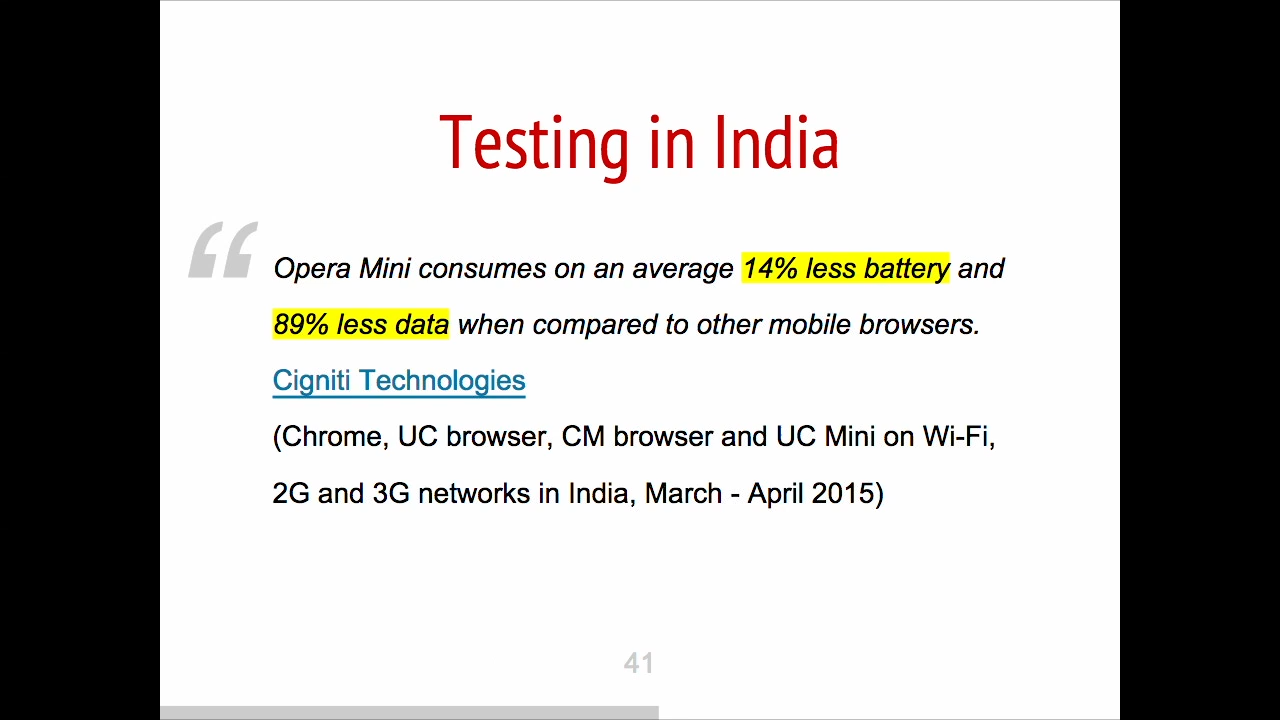 Testing in India
“
Opera Mini consumes on an average 14% less battery and
89% less data when compared to other mobile browsers.
Cigniti Technologies
(Chrome, UC browser, CM browser and UC Mini on Wi-Fi,
2G and 3G networks in India, March - April 2015)
41